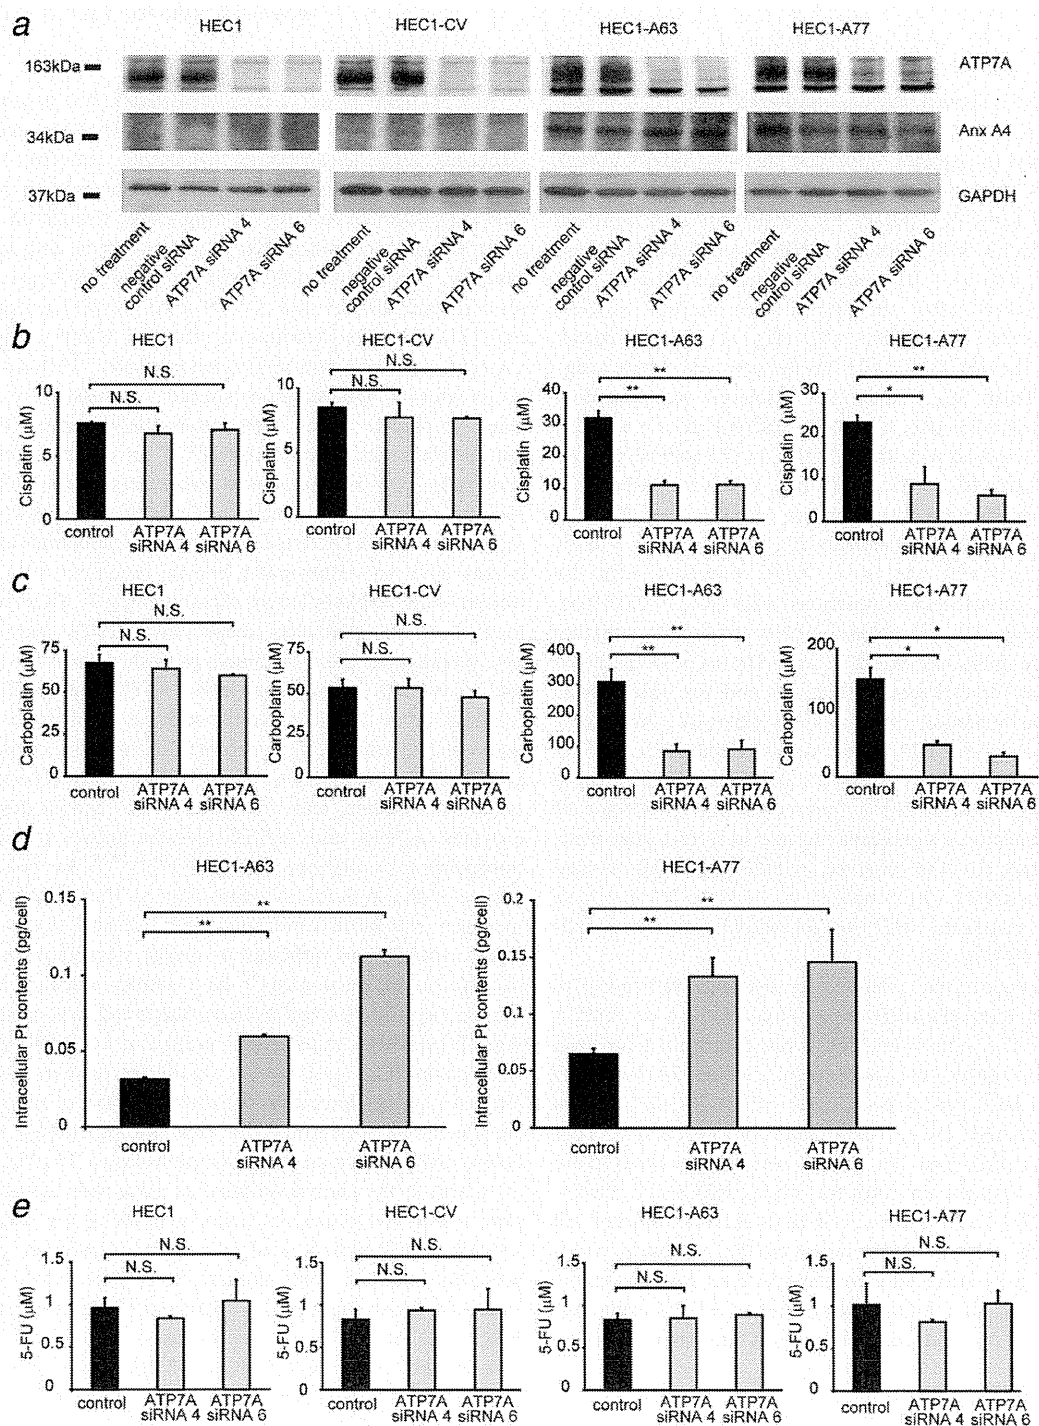 a
HEC1 HEC1-CV HEC1-A63 HEC1-A77
163kDa ATP7A
34kDa Anx A4
37kDa GAPDH
no treatment negative control siRNA ATP7A siRNA 4 ATP7A siRNA 6 no treatment negative control siRNA ATP7A siRNA 4 ATP7A siRNA 6 no treatment negative control siRNA ATP7A siRNA 4 ATP7A siRNA 6 no treatment negative control siRNA ATP7A siRNA 4 ATP7A siRNA 6
b
HEC1
N.S.
N.S.
Cisplatin (µM)
10
5
0
control ATP7A ATP7A
siRNA 4 siRNA 6
HEC1-CV
N.S.
N.S.
Cisplatin (µM)
10
5
0
control ATP7A ATP7A
siRNA 4 siRNA 6
HEC1-A63
**
**
Cisplatin (µM)
40
30
20
10
0
control ATP7A ATP7A
siRNA 4 siRNA 6
HEC1-A77
**
*
Cisplatin (µM)
30
20
10
0
control ATP7A ATP7A
siRNA 4 siRNA 6
c
HEC1
N.S.
N.S.
Carboplatin (µM)
75
50
25
0
control ATP7A ATP7A
siRNA 4 siRNA 6
HEC1-CV
N.S.
N.S.
Carboplatin (µM)
75
50
25
0
control ATP7A ATP7A
siRNA 4 siRNA 6
HEC1-A63
**
**
Carboplatin (µM)
400
300
200
100
0
control ATP7A ATP7A
siRNA 4 siRNA 6
HEC1-A77
*
*
Carboplatin (µM)
200
100
0
control ATP7A ATP7A
siRNA 4 siRNA 6
d
HEC1-A63
**
**
Intracellular Pt contents (pg/cell)
0.15
0.1
0.05
0
control ATP7A ATP7A
siRNA 4 siRNA 6
HEC1-A77
**
**
Intracellular Pt contents (pg/cell)
0.2
0.15
0.1
0.05
0
control ATP7A ATP7A
siRNA 4 siRNA 6
e
HEC1
N.S.
N.S.
5-FU (µM)
1.5
1
0.5
0
control ATP7A ATP7A
siRNA 4 siRNA 6
HEC1-CV
N.S.
N.S.
5-FU (µM)
1.5
1
0.5
0
control ATP7A ATP7A
siRNA 4 siRNA 6
HEC1-A63
N.S.
N.S.
5-FU (µM)
1.5
1
0.5
0
control ATP7A ATP7A
siRNA 4 siRNA 6
HEC1-A77
N.S.
N.S.
5-FU (µM)
1.5
1
0.5
0
control ATP7A ATP7A
siRNA 4 siRNA 6